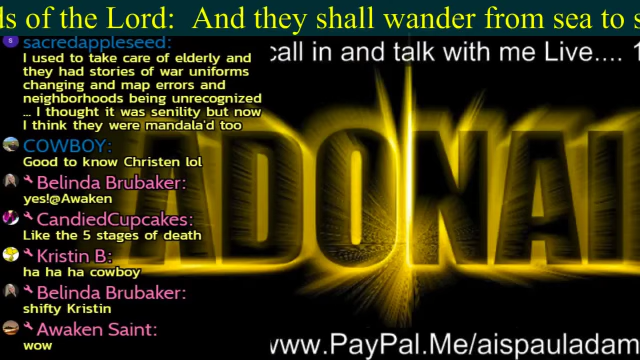 ds of the Lord: And they shall wander from sea to s
sacredappleseed:
I used to take care of elderly and
they had stories of war uniforms
changing and map errors and
neighborhoods being unrecognized
... I thought it was senility but now
I think they were mandala'd too
COWBOY:
Good to know Christen lol
Belinda Brubaker:
yes!@Awaken
CandiedCupcakes:
Like the 5 stages of death
Kristin B:
ha ha ha cowboy
Belinda Brubaker:
shifty Kristin
Awaken Saint:
wow
call in and talk with me Live.... 1
ADONAI
www.PayPal.Me/aispauladam